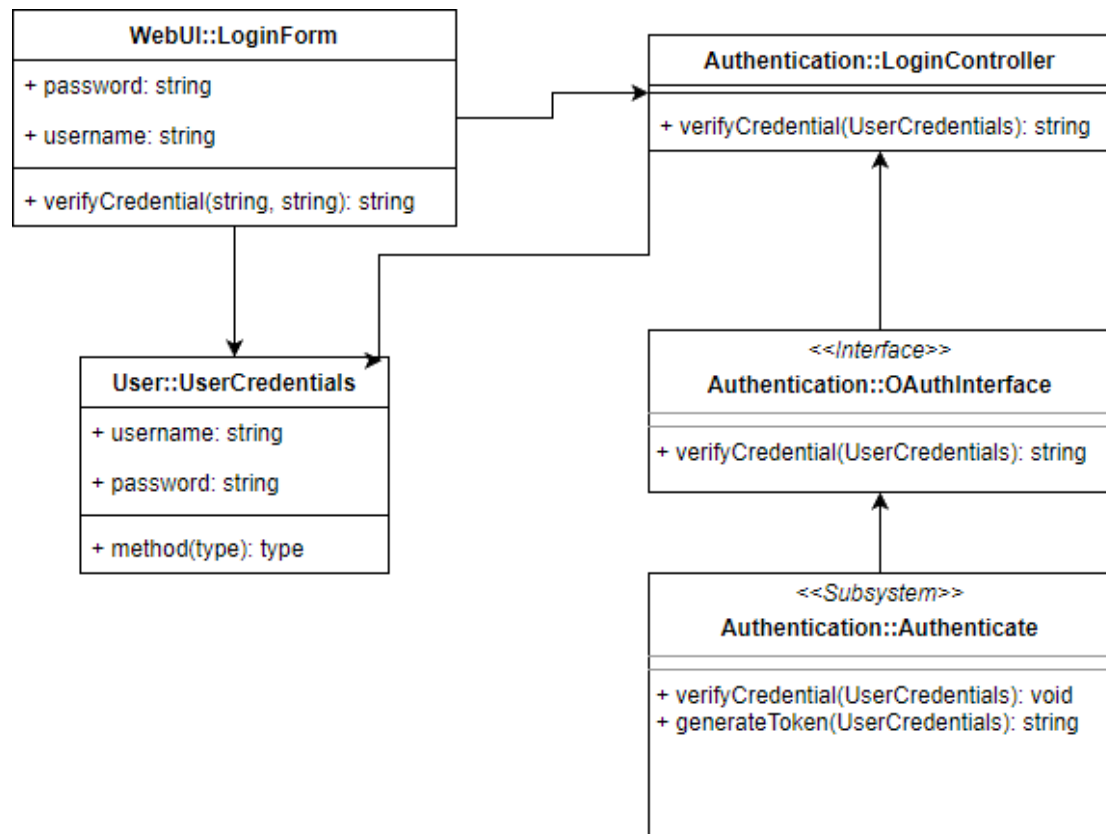 WebUI::LoginForm
+ password: string
+ username: string
+ verifyCredential(string, string): string
Authentication::LoginController
+ verifyCredential(UserCredentials): string
User::UserCredentials
+ username: string
+ password: string
+ method(type): type
<<Interface>>
Authentication::OAuthInterface
+ verifyCredential(UserCredentials): string
<<Subsystem>>
Authentication::Authenticate
+ verifyCredential(UserCredentials): void
+ generateToken(UserCredentials): string